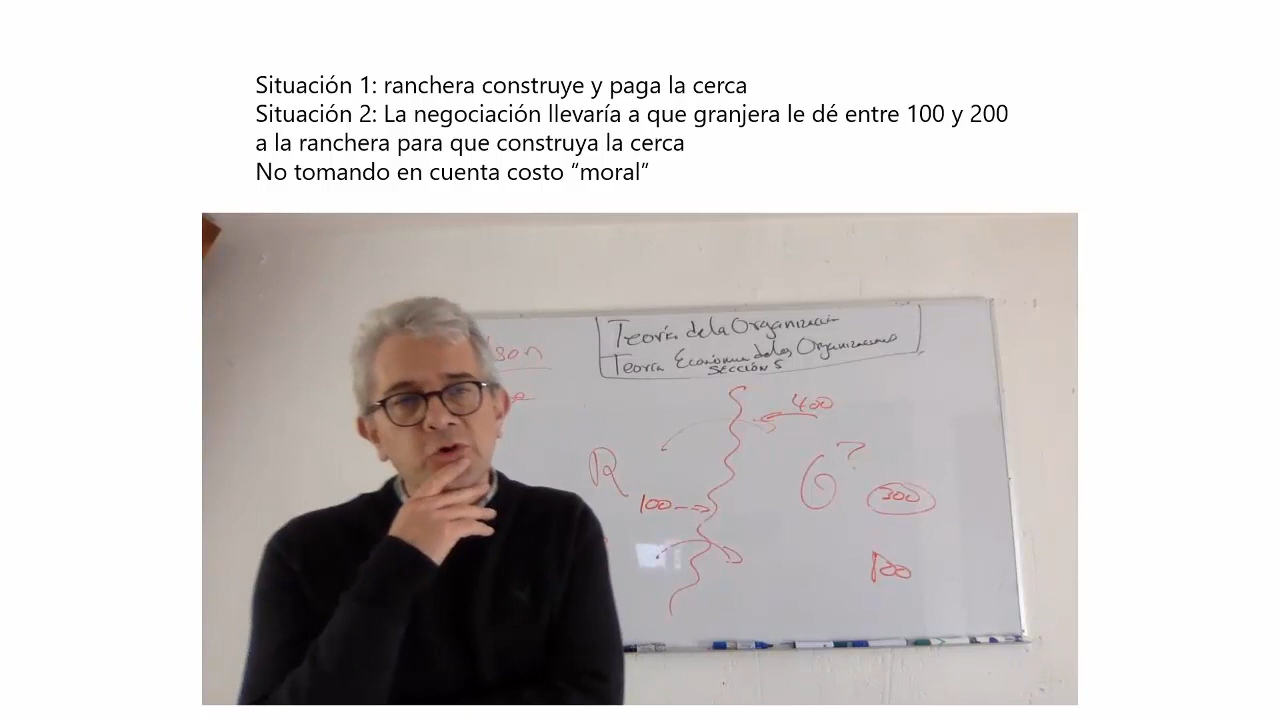 Situación 1: ranchera construye y paga la cerca
Situación 2: La negociación llevaría a que granjera le dé entre 100 y 200
a la ranchera para que construya la cerca
No tomando en cuenta costo “moral”
Teoría de la Organización
Teoría Económica de las Organizaciones
SECCIÓN 5
400
R
G
?
300
100